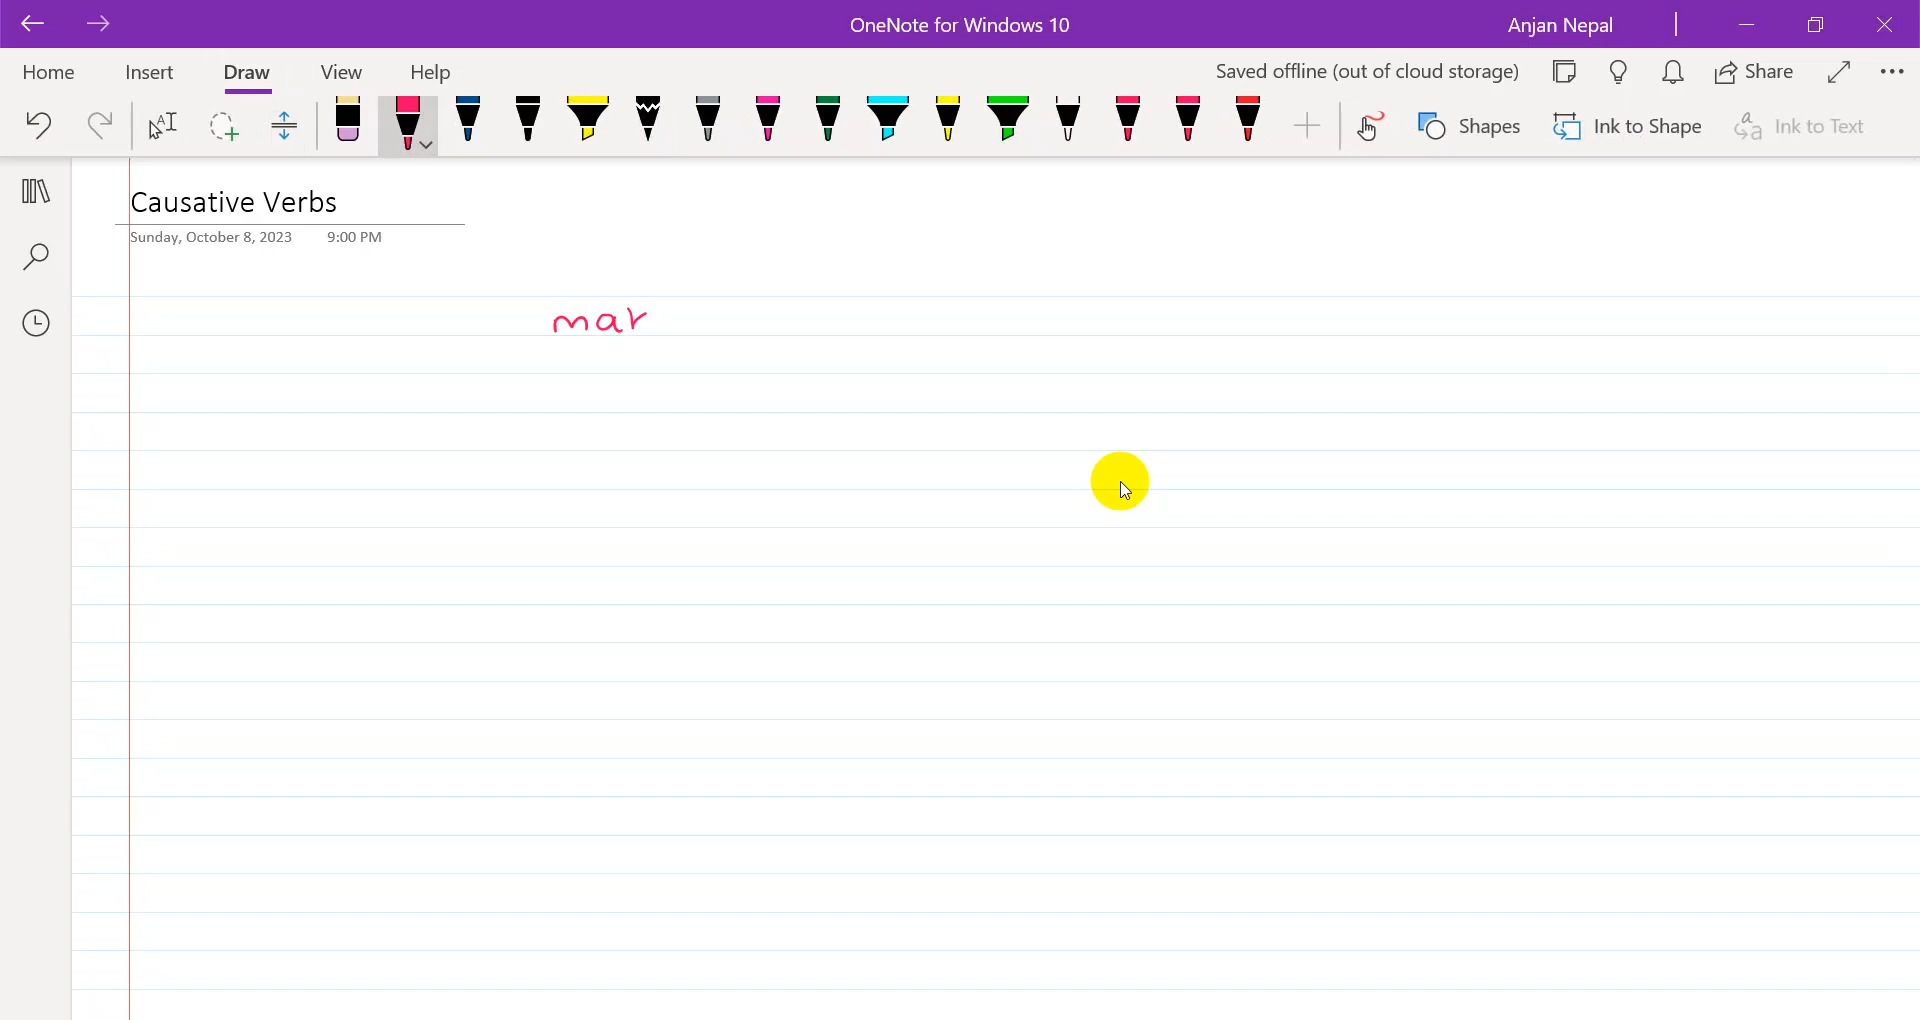 OneNote for Windows 10
Anjan Nepal
Home Insert Draw View Help
Saved offline (out of cloud storage) Share
Shapes Ink to Shape Ink to Text
Causative Verbs
Sunday, October 8, 2023 9:00 PM
mar